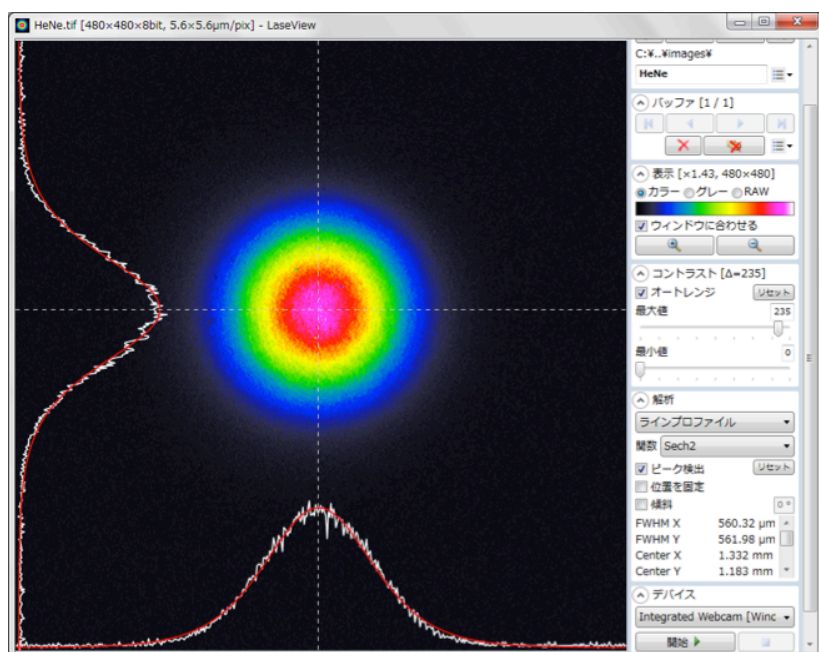 HeNe.tif [480×480×8bit, 5.6×5.6μm/pix] - LaseView
C:¥..¥images¥
HeNe
バッファ [1 / 1]
表示 [×1.43, 480×480]
カラー グレー RAW
ウィンドウに合わせる
コントラスト [Δ=235]
オートレンジ リセット
最大値 235
最小値 0
解析
ラインプロファイル
関数 Sech2
ピーク検出 リセット
位置を固定
傾斜 0 °
FWHM X 560.32 μm
FWHM Y 561.98 μm
Center X 1.332 mm
Center Y 1.183 mm
デバイス
Integrated Webcam [Winc
開始